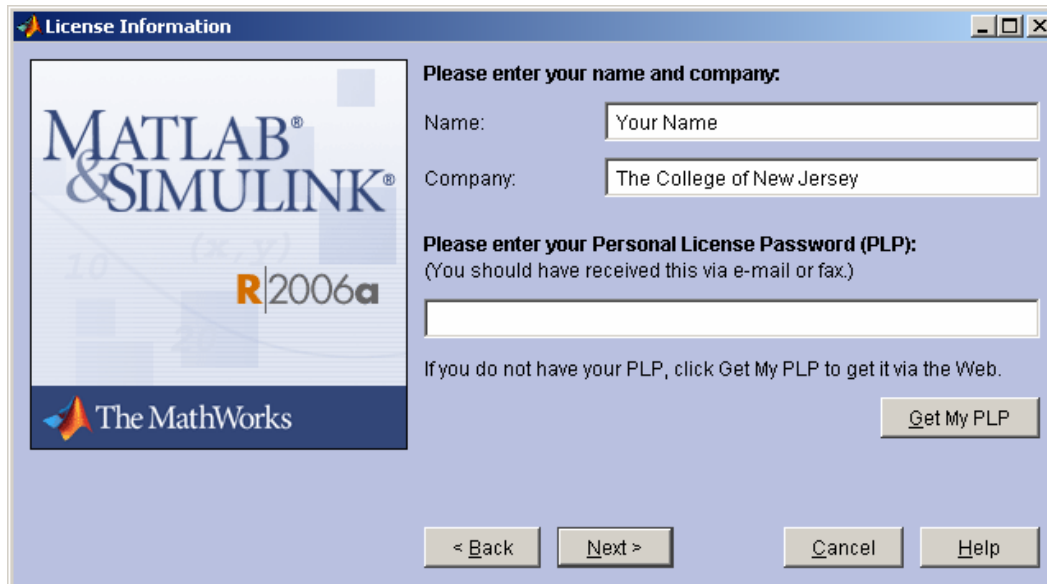 License Information
MATLAB®
&SIMULINK®
(x, y)
10
20
R|2006a
The MathWorks
Please enter your name and company:
Name:
Your Name
Company:
The College of New Jersey
Please enter your Personal License Password (PLP):
(You should have received this via e-mail or fax.)
If you do not have your PLP, click Get My PLP to get it via the Web.
Get My PLP
< Back
Next >
Cancel
Help